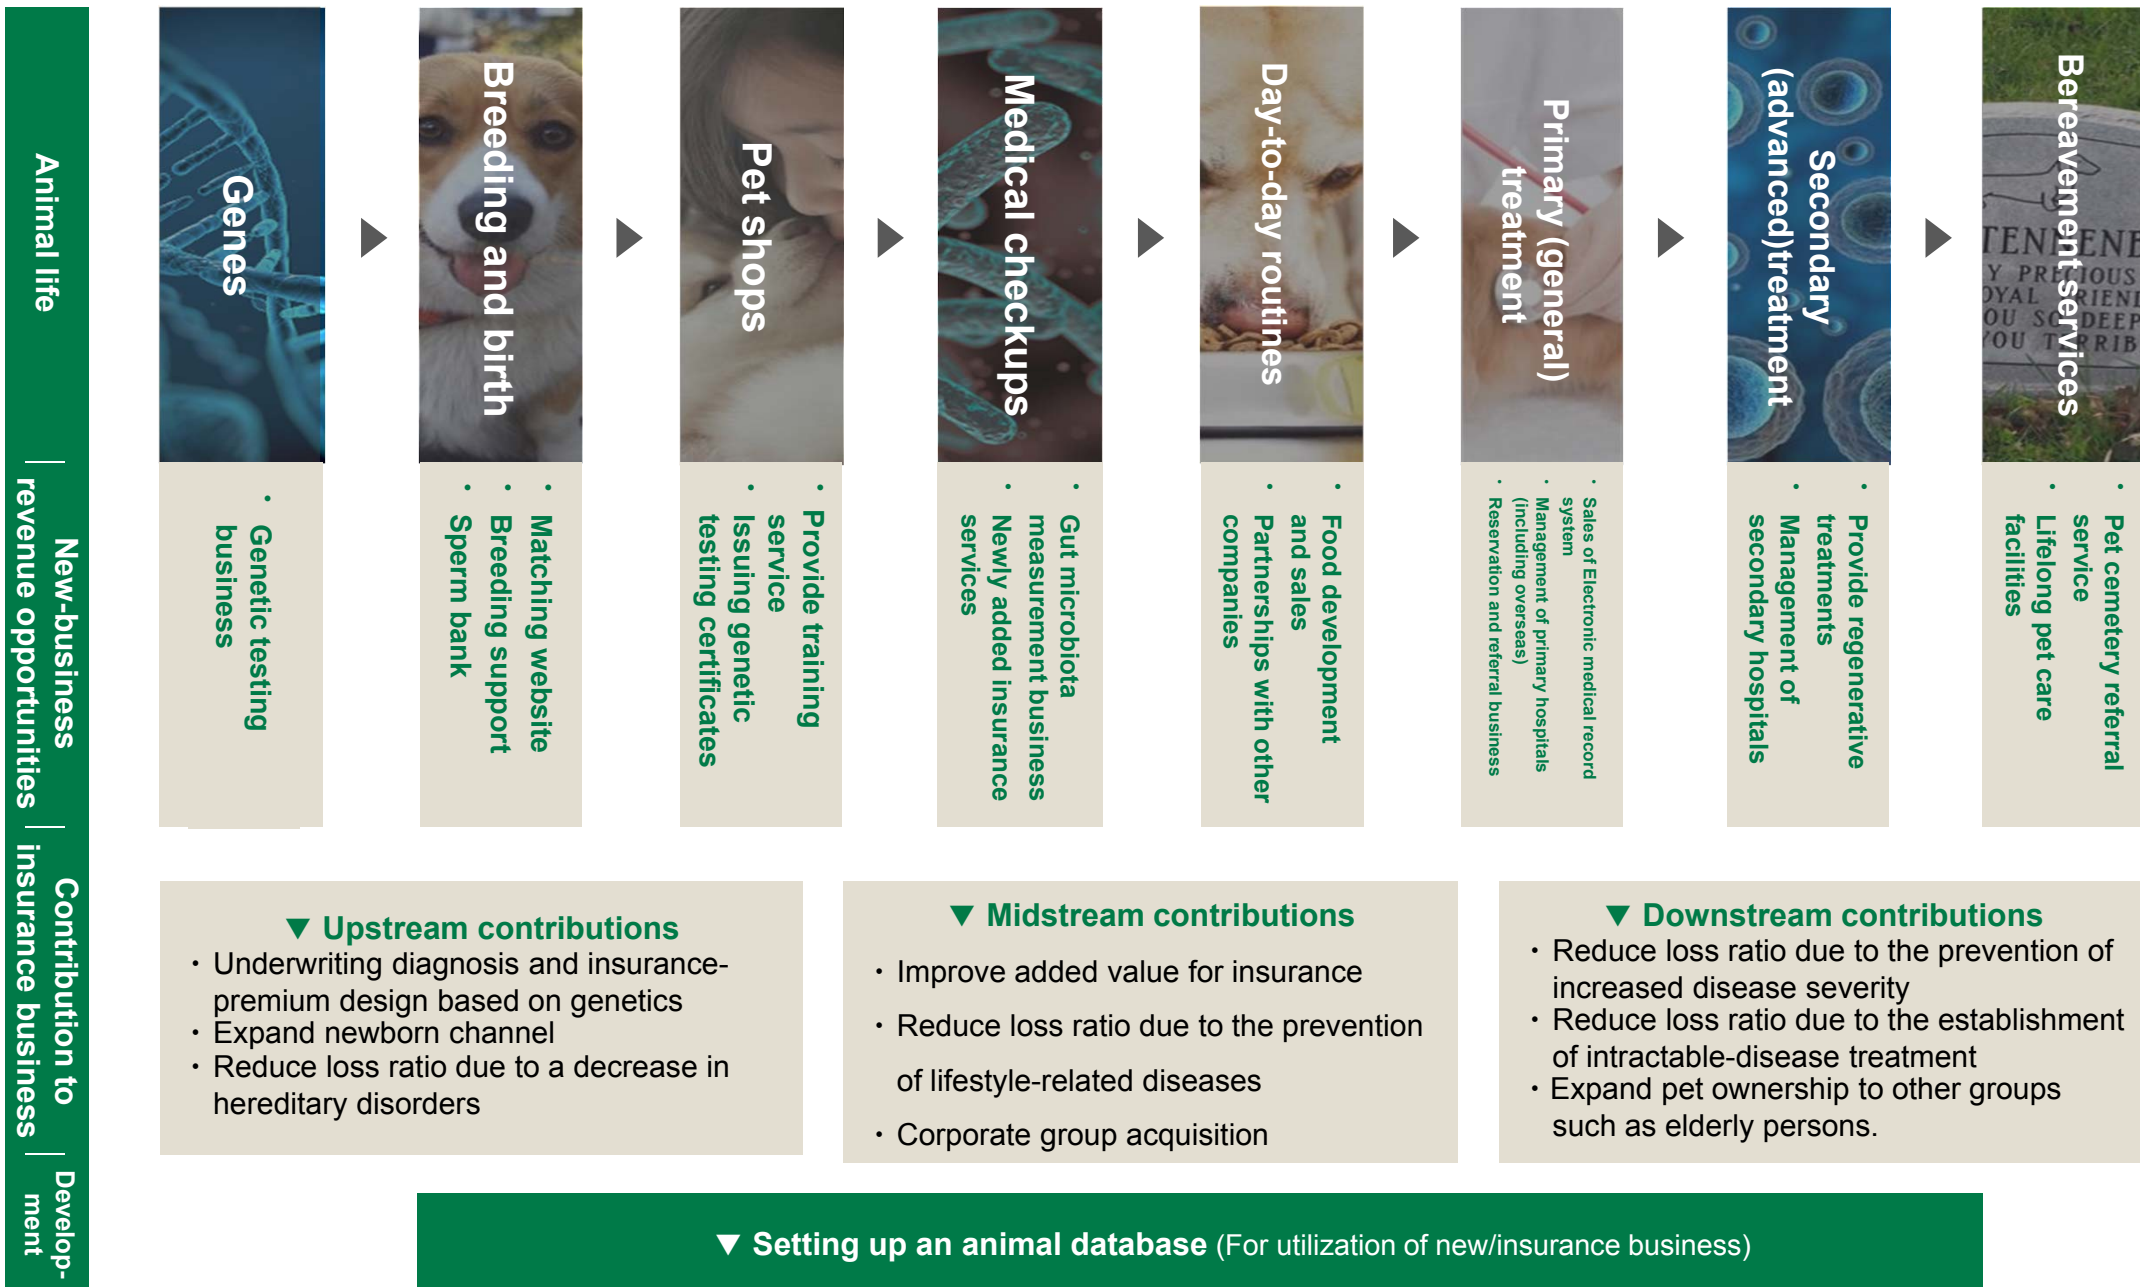 Animal life
Genes
Breeding and birth
Pet shops
Medical checkups
Day-to-day routines
Primary (general)
treatment
Secondary
(advanced)treatment
Bereavement services
New-business
revenue opportunities
・Genetic testing
business
・Matching website
・Breeding support
・Sperm bank
・Provide training
service
・Issuing genetic
testing certificates
・Gut microbiota
measurement business
・Newly added insurance
services
・Food development
and sales
・Partnerships with other
companies
・Sales of Electronic medical record
system
・Management of primary hospitals
(including overseas)
・Reservation and referral business
・Provide regenerative
treatments
・Management of
secondary hospitals
・Pet cemetery referral
service
・Lifelong pet care
facilities
Contribution to
insurance business
▼ Upstream contributions
・Underwriting diagnosis and insurance-
premium design based on genetics
・Expand newborn channel
・Reduce loss ratio due to a decrease in
hereditary disorders
▼ Midstream contributions
・Improve added value for insurance
・Reduce loss ratio due to the prevention
of lifestyle-related diseases
・Corporate group acquisition
▼ Downstream contributions
・Reduce loss ratio due to the prevention of
increased disease severity
・Reduce loss ratio due to the establishment
of intractable-disease treatment
・Expand pet ownership to other groups
such as elderly persons.
Develop-
ment
▼ Setting up an animal database (For utilization of new/insurance business)